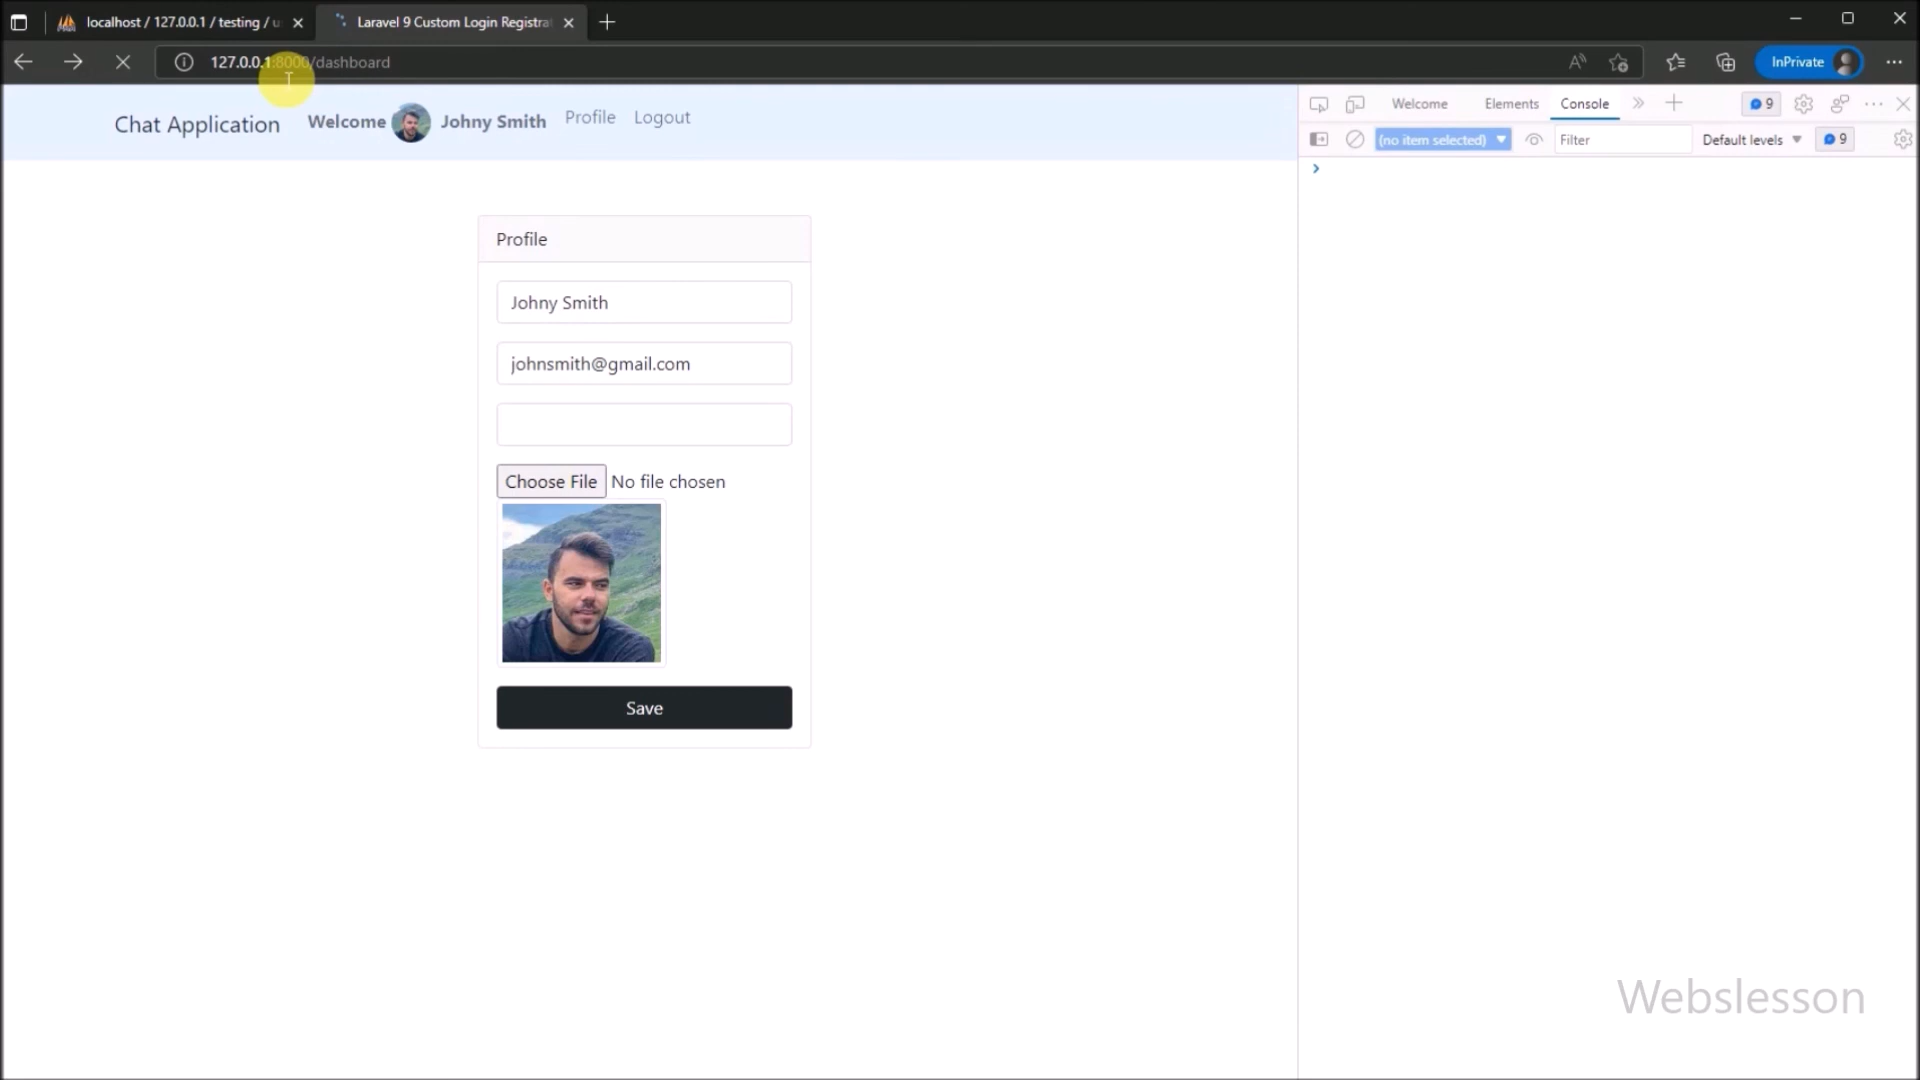 localhost / 127.0.0.1 / testing / u
Laravel 9 Custom Login Registra
127.0.0.1:8000/dashboard
InPrivate
Chat Application
Welcome
Johny Smith
Profile
Logout
Welcome
Elements
Console
9
(no item selected)
Filter
Default levels
9
Profile
Johny Smith
johnsmith@gmail.com
Choose File No file chosen
Save
Webslesson